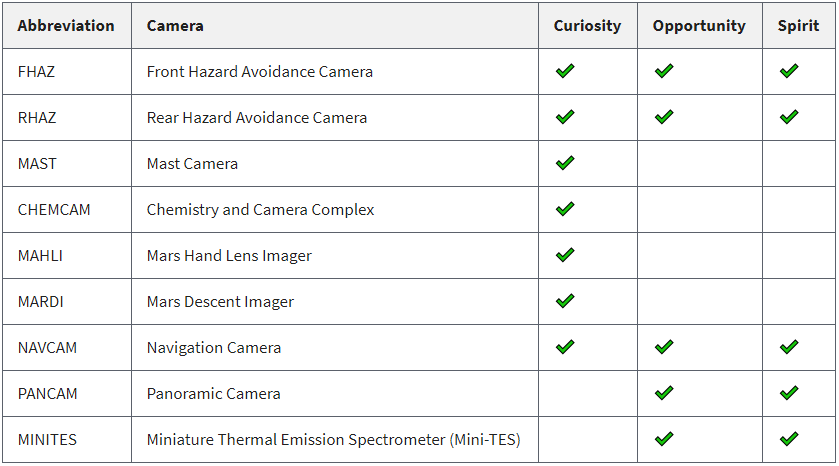 Abbreviation Camera Curiosity Opportunity Spirit
FHAZ Front Hazard Avoidance Camera ✔ ✔ ✔
RHAZ Rear Hazard Avoidance Camera ✔ ✔ ✔
MAST Mast Camera ✔
CHEMCAM Chemistry and Camera Complex ✔
MAHLI Mars Hand Lens Imager ✔
MARDI Mars Descent Imager ✔
NAVCAM Navigation Camera ✔ ✔ ✔
PANCAM Panoramic Camera ✔ ✔
MINITES Miniature Thermal Emission Spectrometer (Mini-TES) ✔ ✔